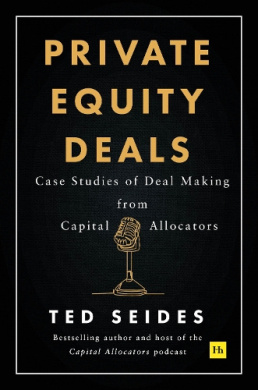 PRIVATE
EQUITY
DEALS
Case Studies of Deal Making
from
Capital Allocators
TED SEIDES
Bestselling author and host of the
Capital Allocators podcast
Hh